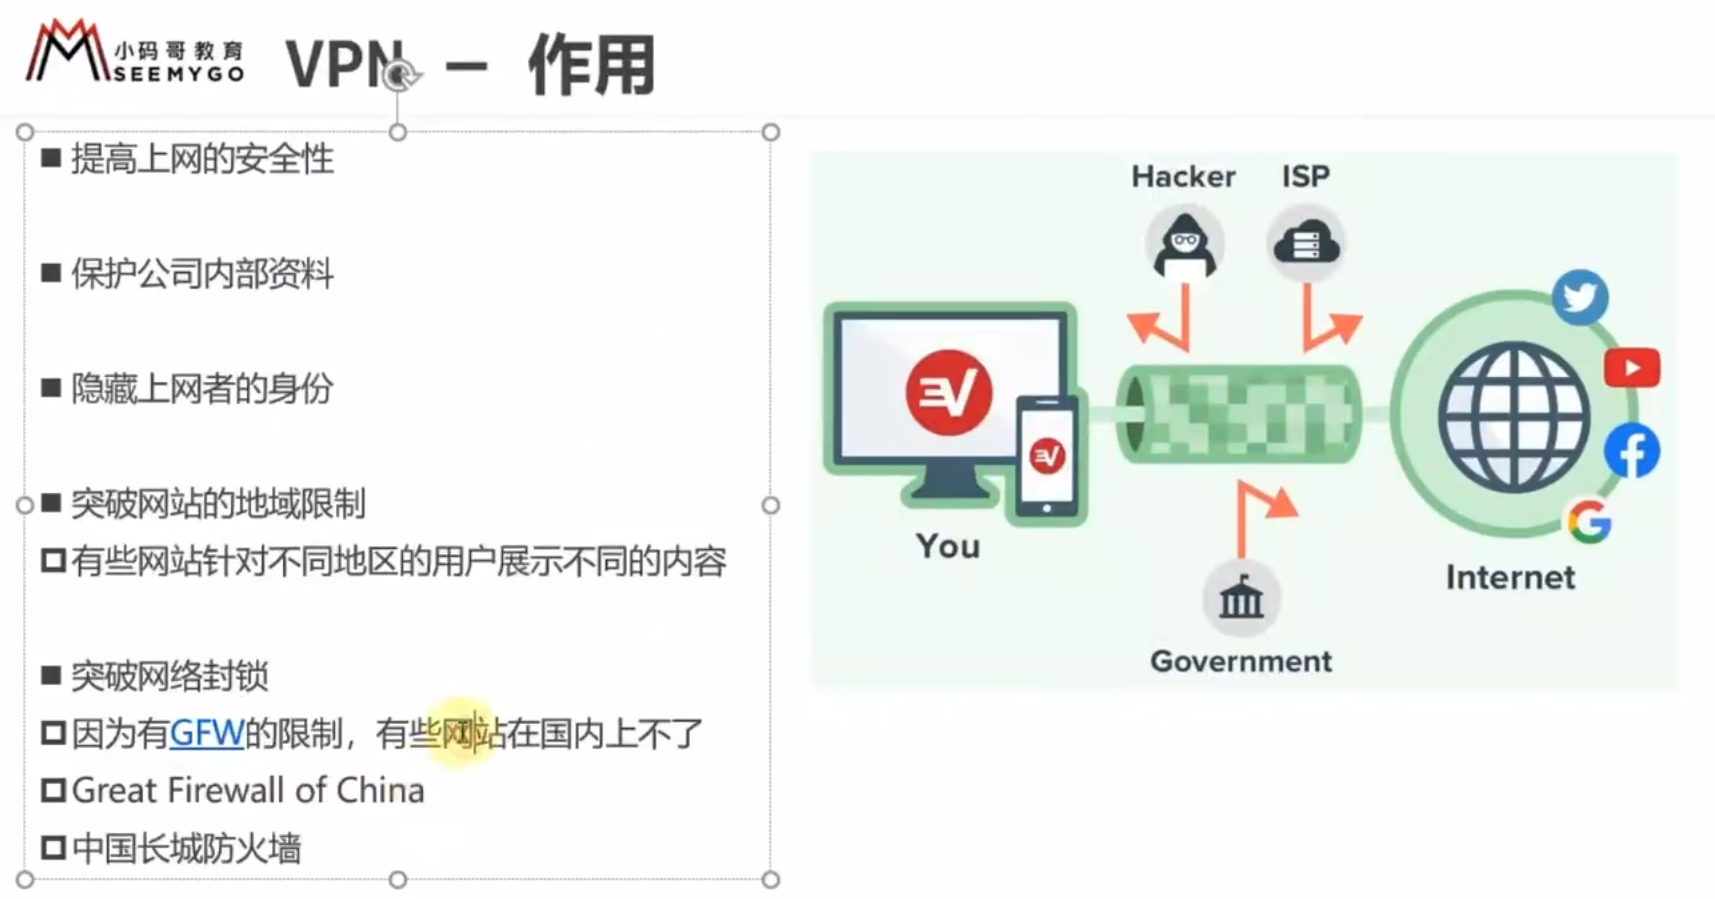 小码哥教育
SEEMYGO
VPN – 作用
提高上网的安全性
保护公司内部资料
隐藏上网者的身份
突破网站的地域限制
有些网站针对不同地区的用户展示不同的内容
突破网络封锁
因为有GFW的限制，有些网站在国内上不了
Great Firewall of China
中国长城防火墙
Hacker
ISP
You
Internet
Government